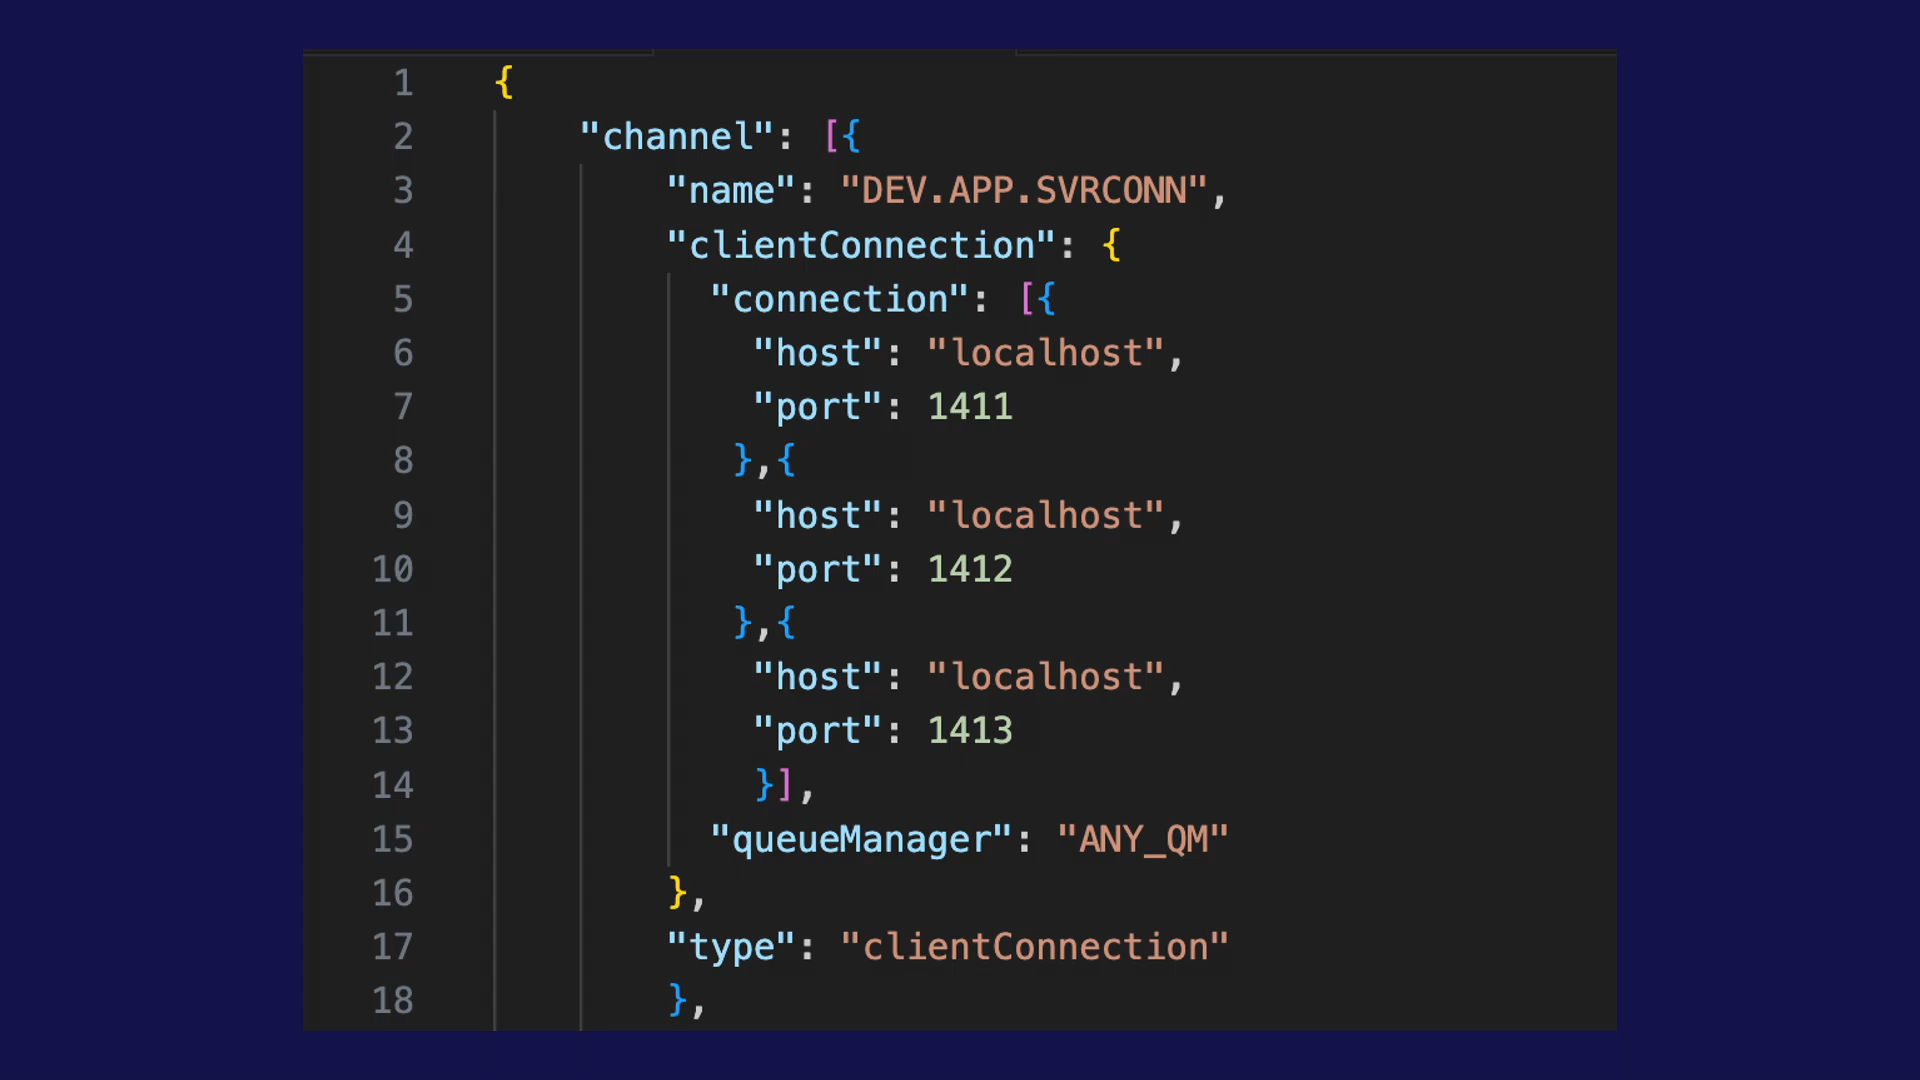 1 {
2 "channel": [{
3 "name": "DEV.APP.SVRCONN",
4 "clientConnection": {
5 "connection": [{
6 "host": "localhost",
7 "port": 1411
8 },{
9 "host": "localhost",
10 "port": 1412
11 },{
12 "host": "localhost",
13 "port": 1413
14 }],
15 "queueManager": "ANY_QM"
16 },
17 "type": "clientConnection"
18 },